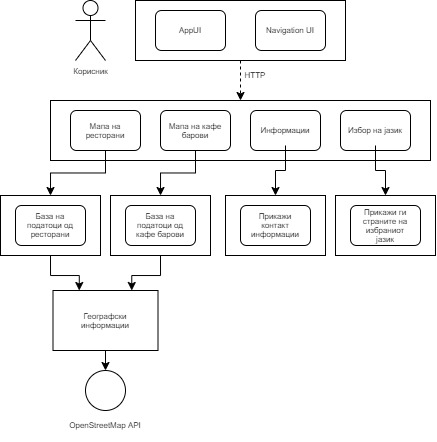 AppUI
Navigation UI
Корисник
HTTP
Мапа на
ресторани
Мапа на кафе
барови
Информации
Избор на јазик
База на
податоци од
ресторани
База на
податоци од
кафе барови
Прикажи
контакт
информации
Прикажи ги
страните на
избраниот
јазик
Географски
информации
OpenStreetMap API